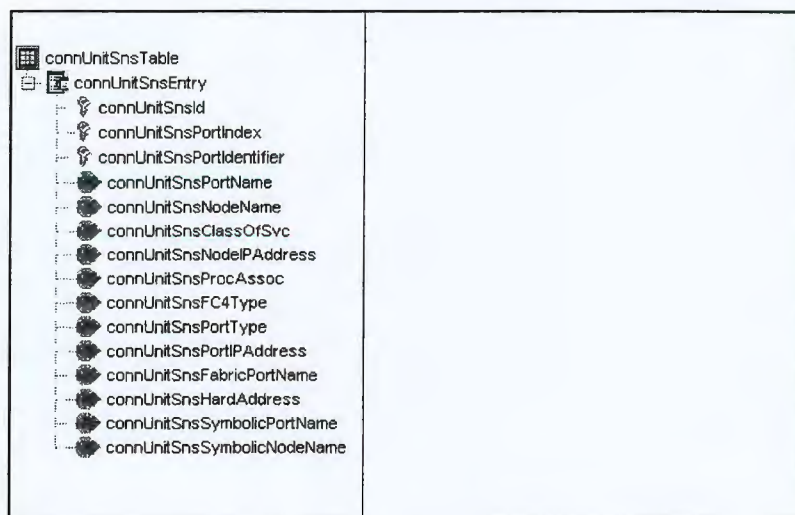 connUnitSnsTable
connUnitSnsEntry
connUnitSnsId
connUnitSnsPortIndex
connUnitSnsPortIdentifier
connUnitSnsPortName
connUnitSnsNodeName
connUnitSnsClassOfSvc
connUnitSnsNodeIPAddress
connUnitSnsProcAssoc
connUnitSnsFC4Type
connUnitSnsPortType
connUnitSnsPortIPAddress
connUnitSnsFabricPortName
connUnitSnsHardAddress
connUnitSnsSymbolicPortName
connUnitSnsSymbolicNodeName